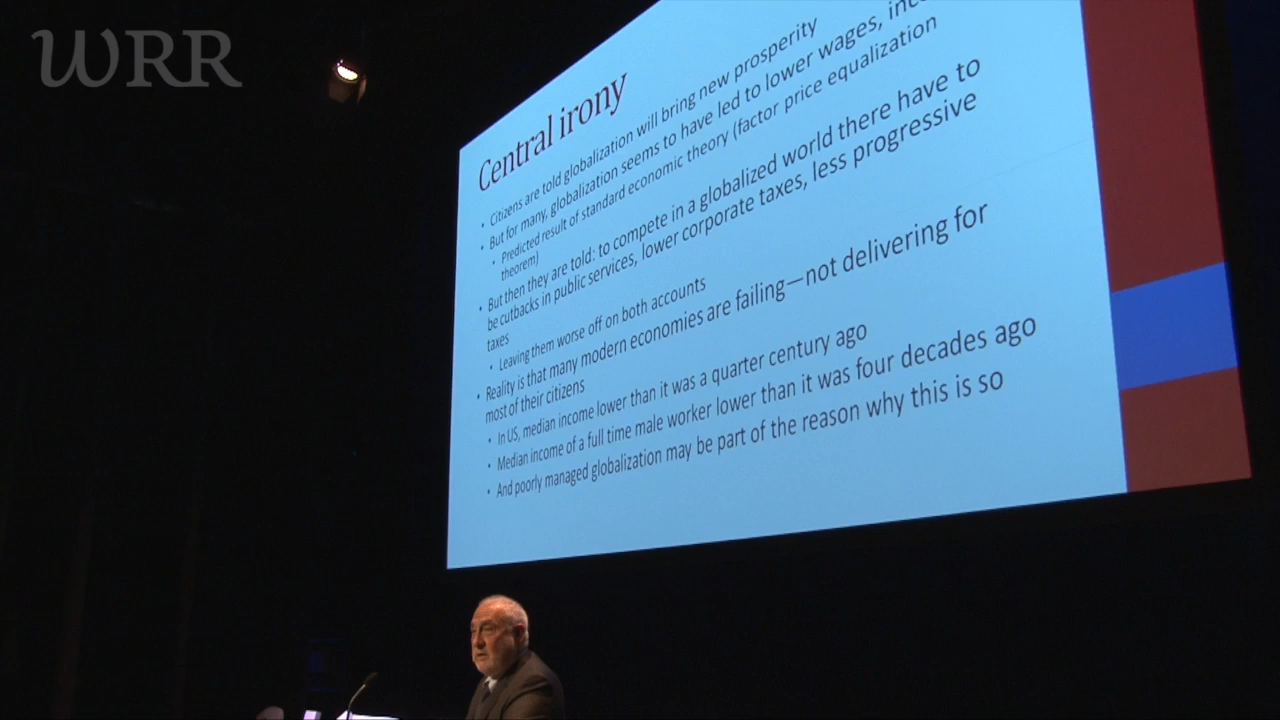 WRR
Central irony
• Citizens are told globalization will bring new prosperity
• But for many, globalization seems to have led to lower wages,
• Predicted result of standard economic theory (factor price equalization
theorem)
• But then they are told: to compete in a globalized world there have to
be cutbacks in public services, lower corporate taxes, less progressive
taxes
• Leaving them worse off on both accounts
• Reality is that many modern economies are failing—not delivering for
most of their citizens
• In US, median income lower than it was a quarter century ago
• Median income of a full time male worker lower than it was four decades ago
• And poorly managed globalization may be part of the reason why this is so